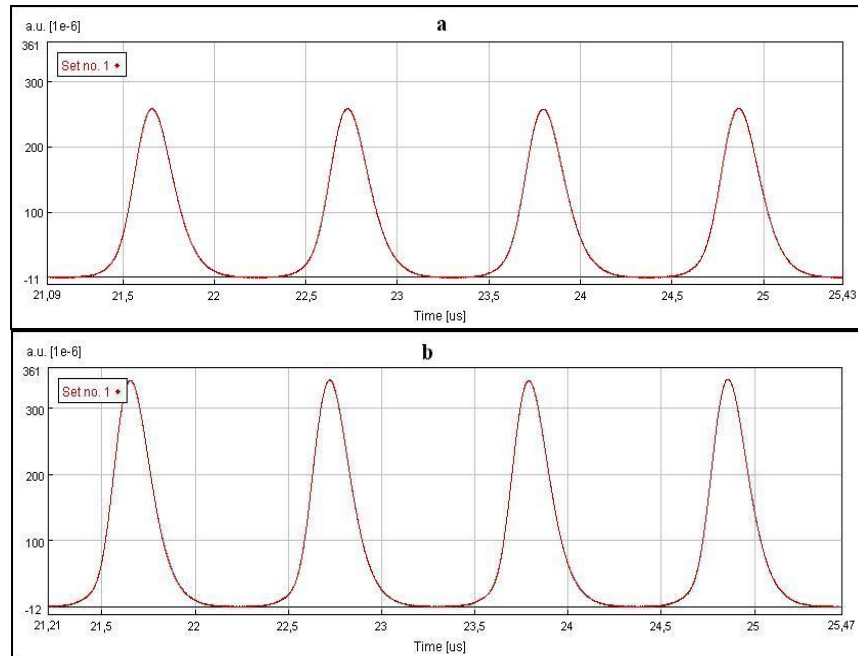 a.u. [1e-6]
a
361
Set no. 1
300
200
100
-11
21,09 21,5 22 22,5 23 23,5 24 24,5 25 25,43
Time [us]
a.u. [1e-6]
b
361
Set no. 1
300
200
100
-12
21,21 21,5 22 22,5 23 23,5 24 24,5 25 25,47
Time [us]